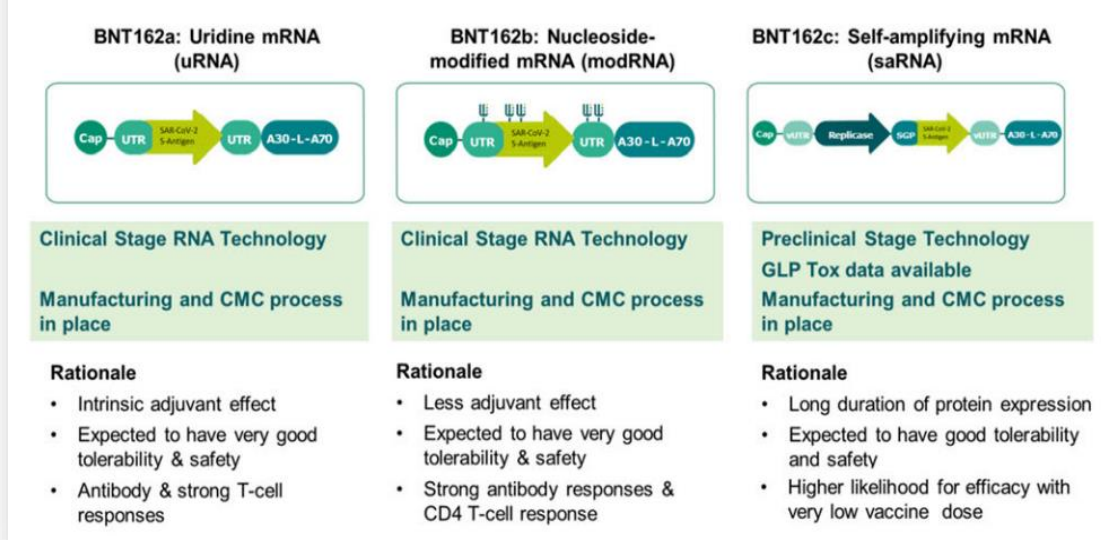 BNT162a: Uridine mRNA
(uRNA)
Cap
UTR
SAR-CoV-2
S-Antigen
UTR
A30-L-A70
Clinical Stage RNA Technology
Manufacturing and CMC process
in place
Rationale
• Intrinsic adjuvant effect
• Expected to have very good
tolerability & safety
• Antibody & strong T-cell
responses
BNT162b: Nucleoside-
modified mRNA (modRNA)
Cap
UTR
SAR-CoV-2
S-Antigen
UTR
A30-L-A70
Clinical Stage RNA Technology
Manufacturing and CMC process
in place
Rationale
• Less adjuvant effect
• Expected to have very good
tolerability & safety
• Strong antibody responses &
CD4 T-cell response
BNT162c: Self-amplifying mRNA
(saRNA)
Cap
vUTR
Replicase
SGP
SAR-CoV-2
S-Antigen
vUTR
A30-L-A70
Preclinical Stage Technology
GLP Tox data available
Manufacturing and CMC process
in place
Rationale
• Long duration of protein expression
• Expected to have good tolerability
and safety
• Higher likelihood for efficacy with
very low vaccine dose